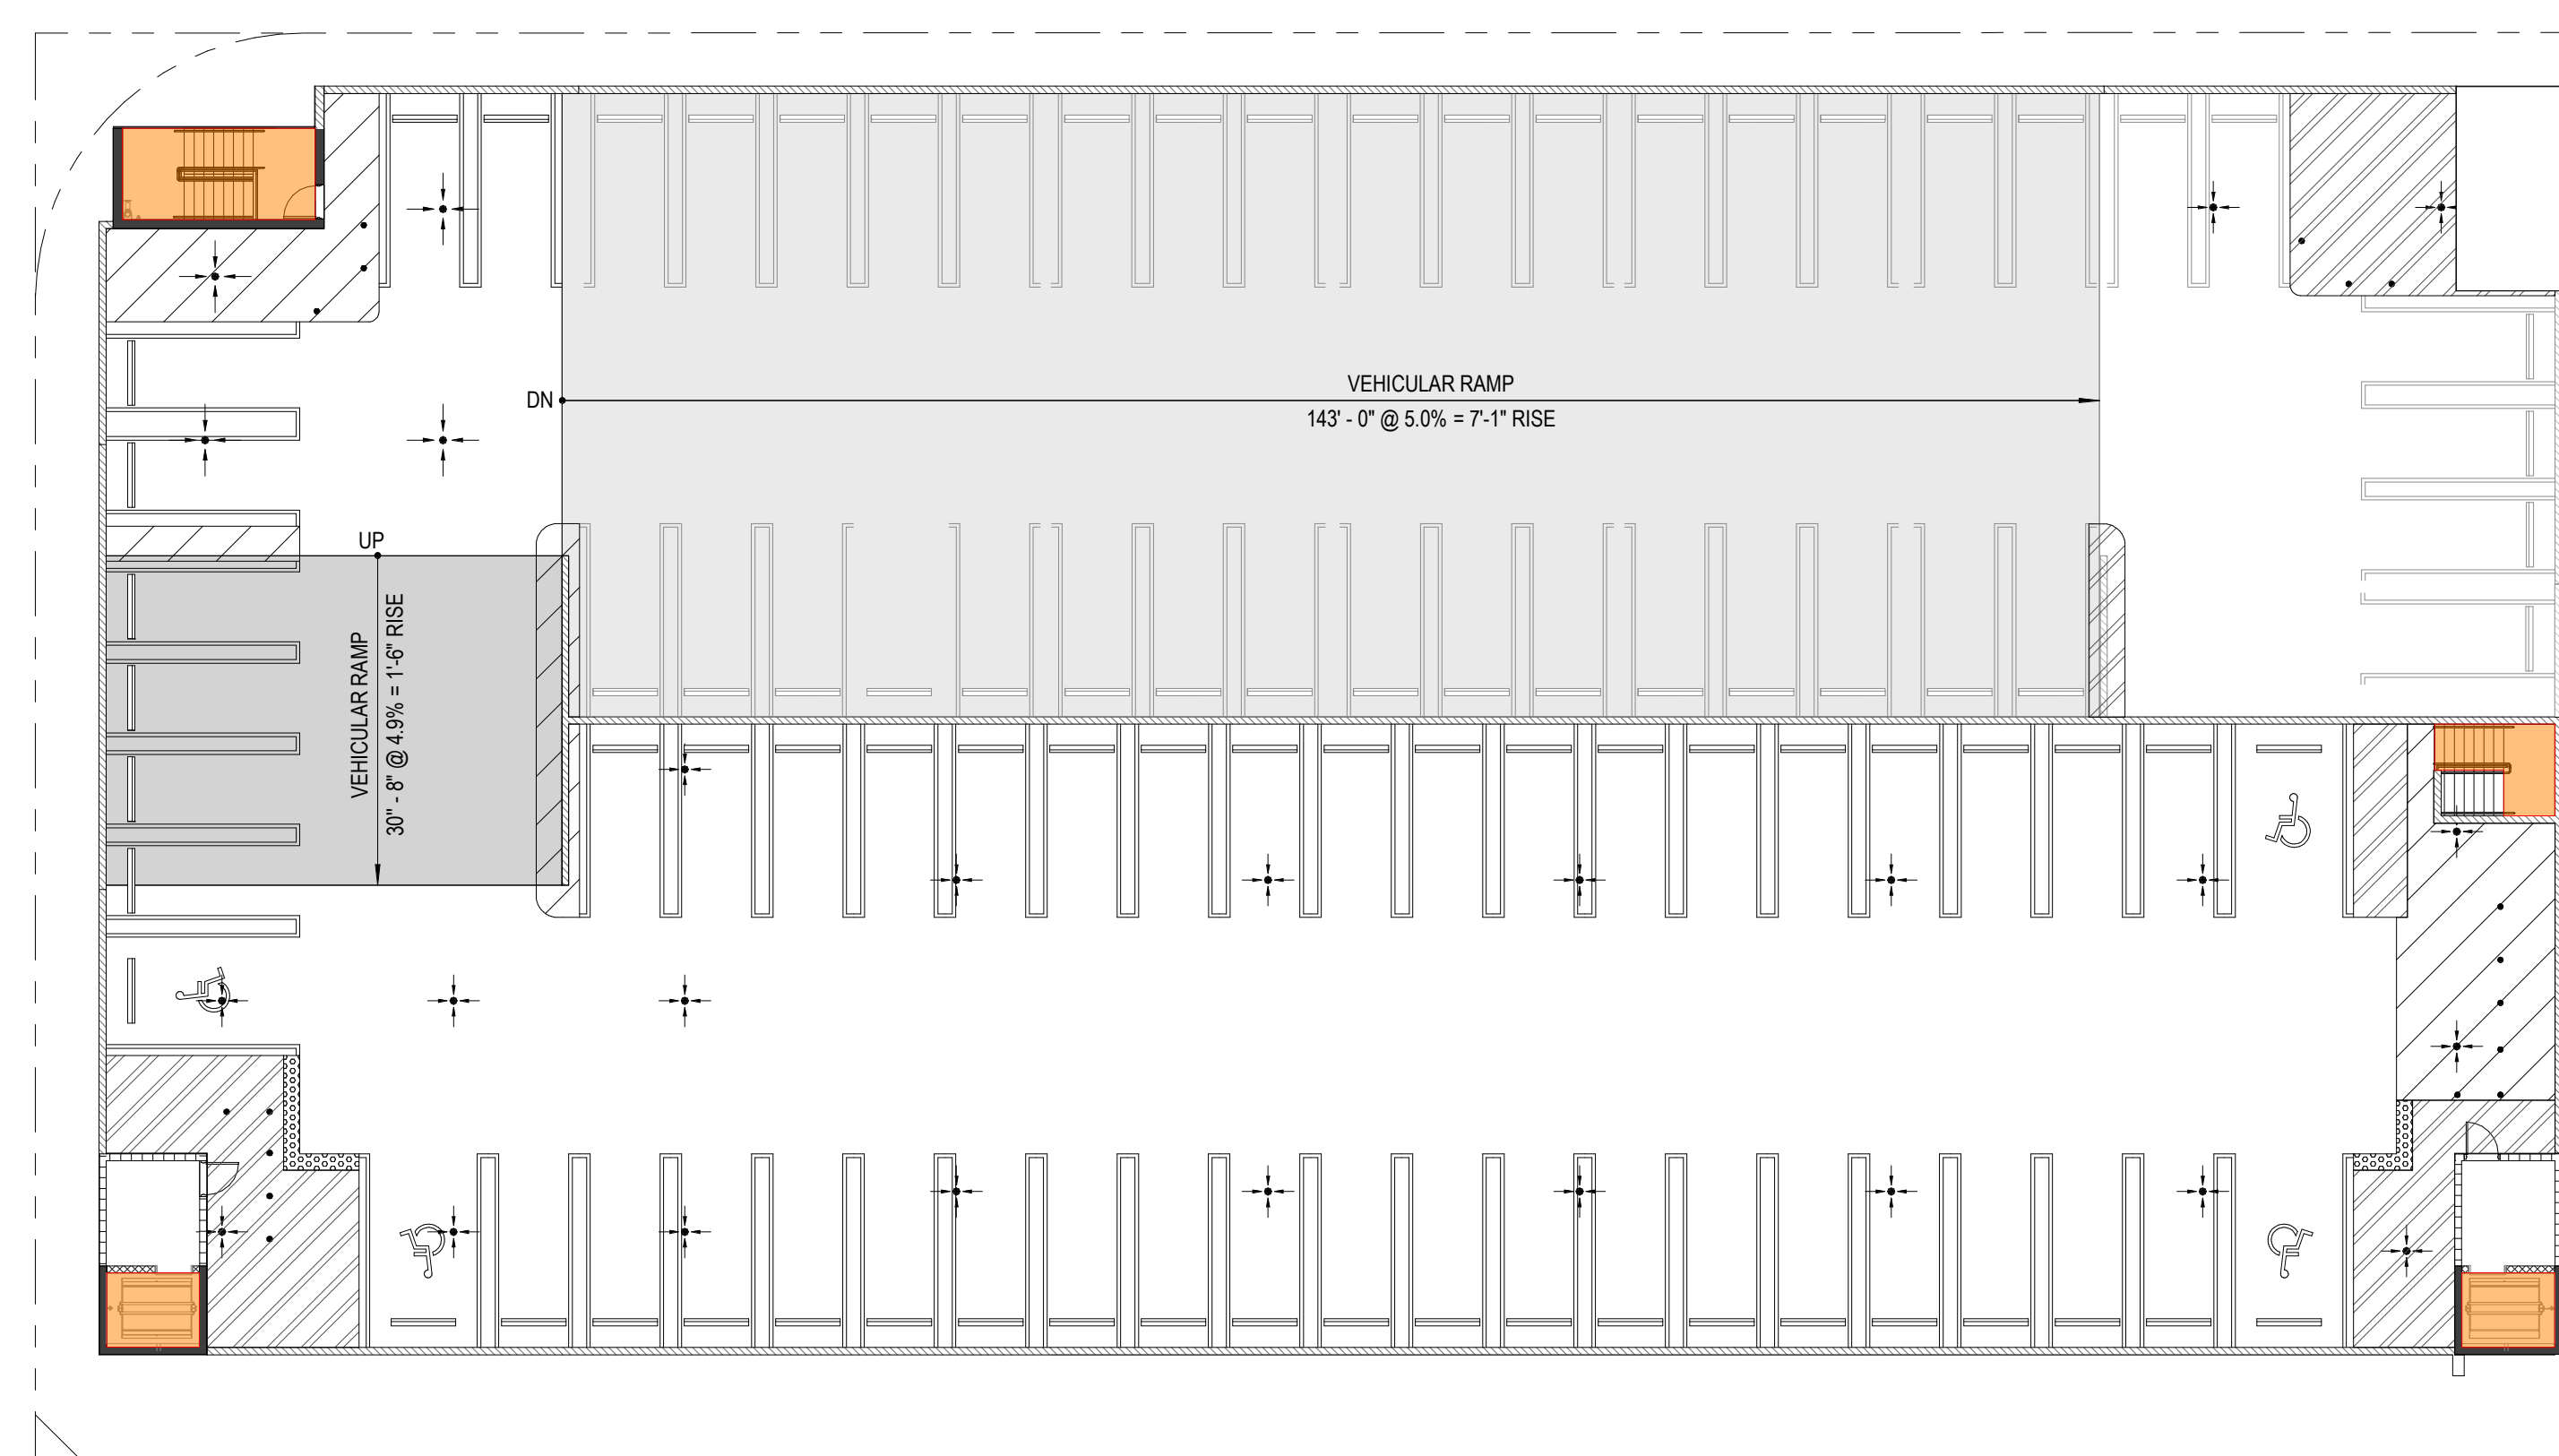 VEHICULAR RAMP
DN
143' - 0" @ 5.0% = 7'-1" RISE
UP
VEHICULAR RAMP
30" - 8" @ 4.9% = 1'-6" RISE